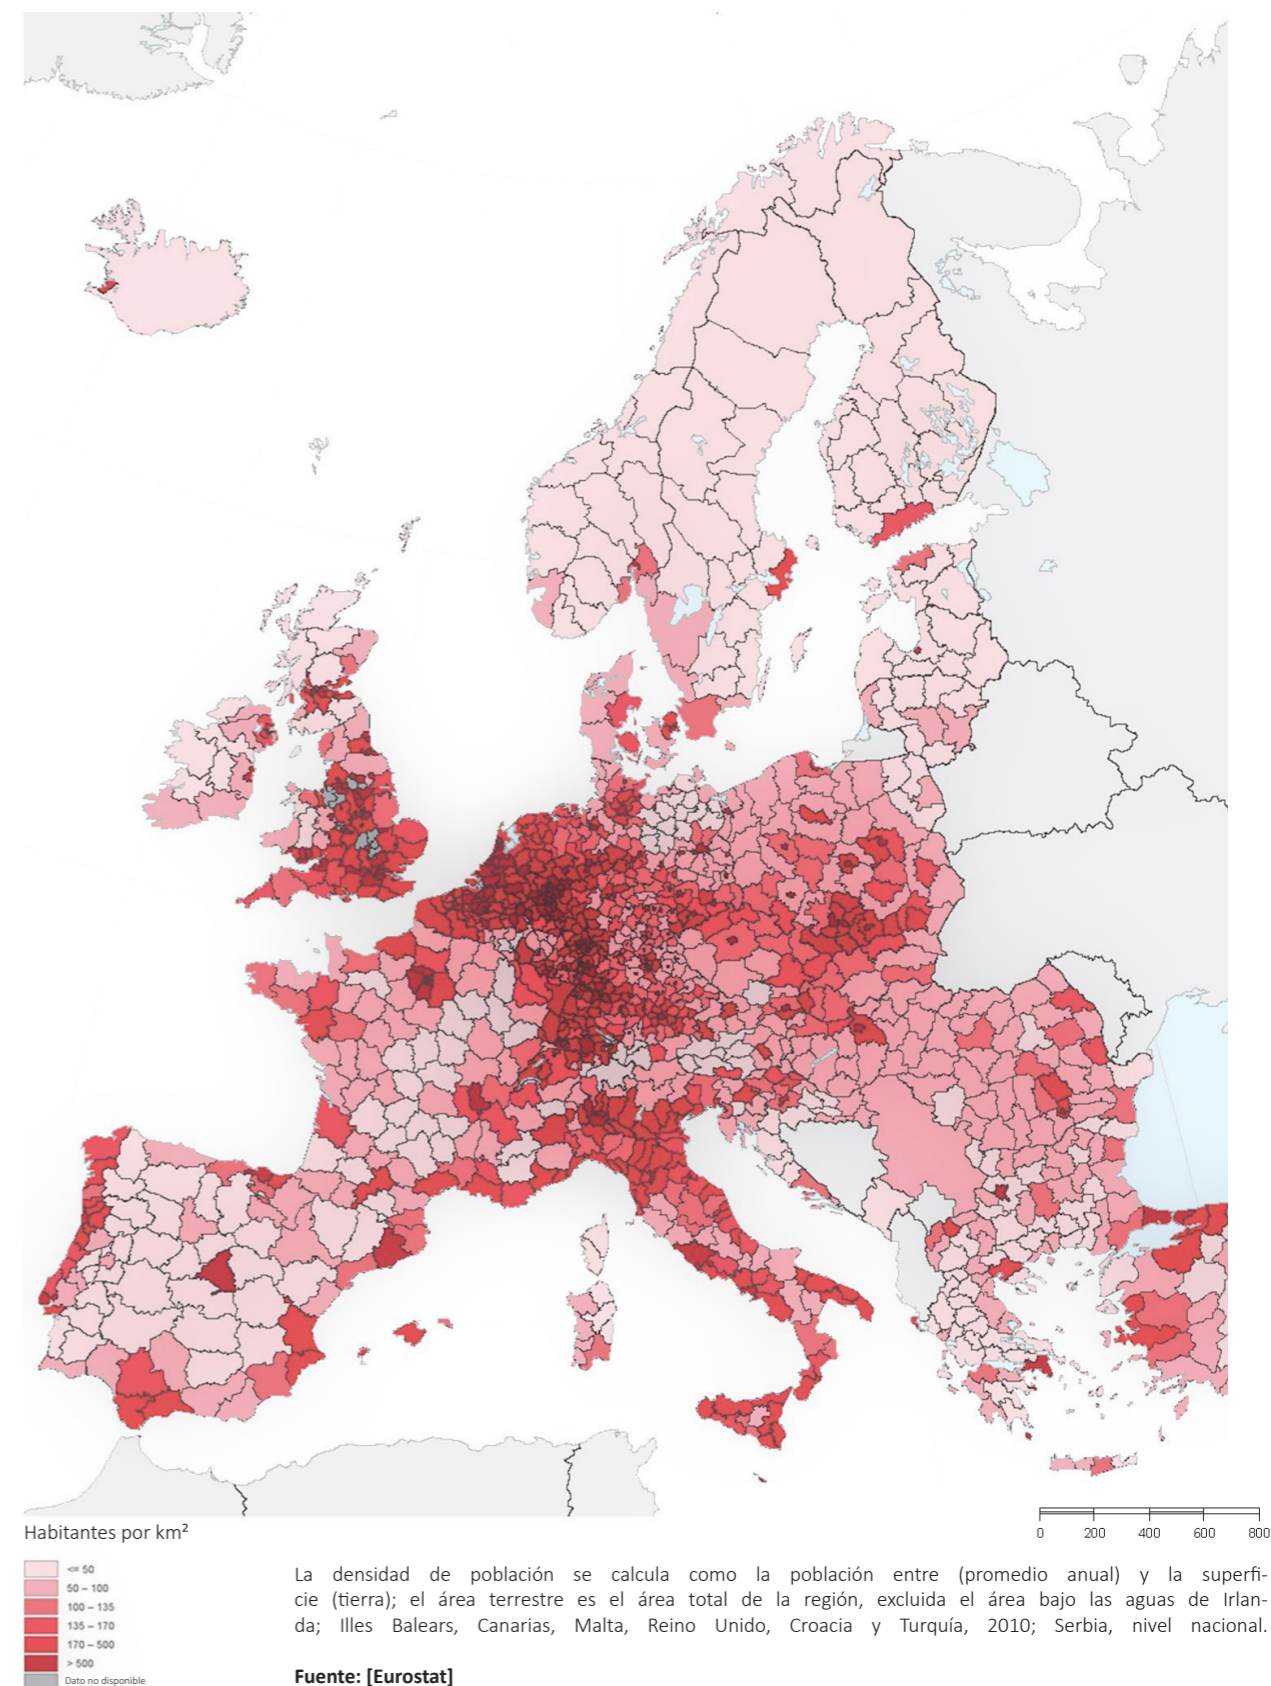 0 200 400 600 800
Habitantes por km²
<= 50
50 – 100
100 – 135
135 – 170
170 – 500
> 500
Dato no disponible
La densidad de población se calcula como la población entre (promedio anual) y la superfi-
cie (tierra); el área terrestre es el área total de la región, excluida el área bajo las aguas de Irlan-
da; Illes Balears, Canarias, Malta, Reino Unido, Croacia y Turquía, 2010; Serbia, nivel nacional.
Fuente: [Eurostat]